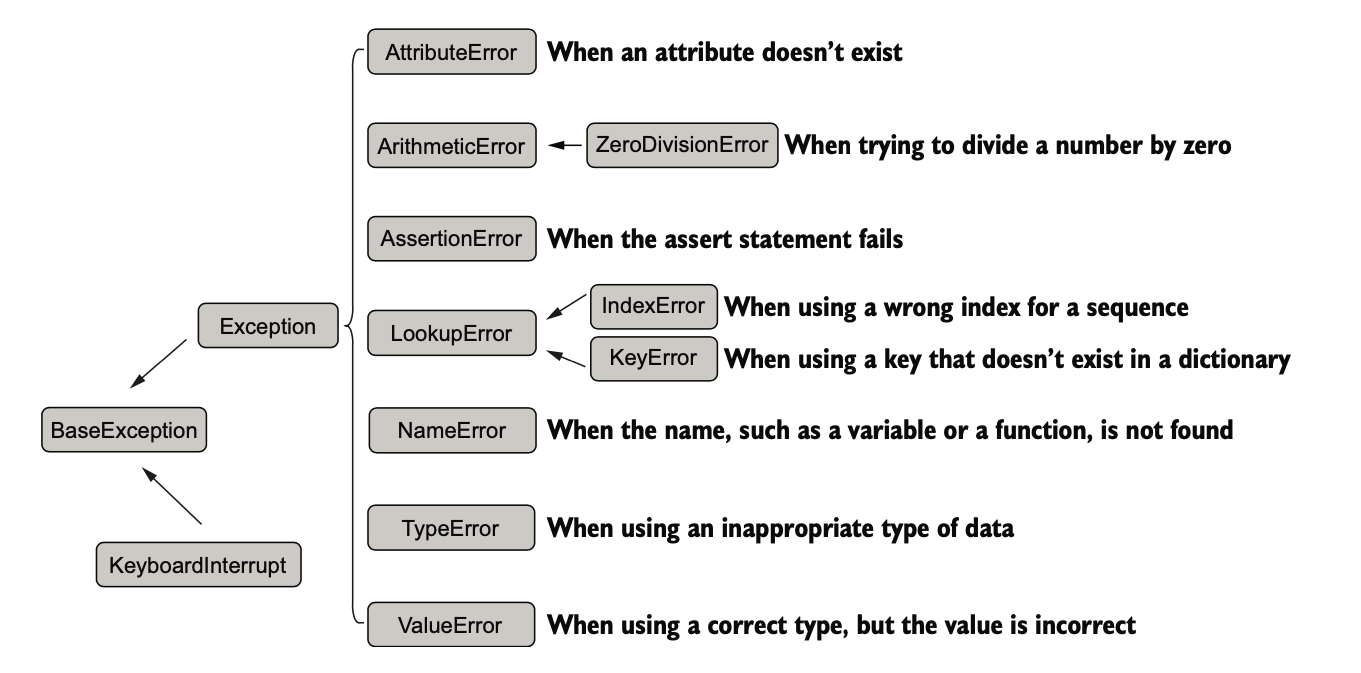 AttributeError When an attribute doesn’t exist
ArithmeticError ZeroDivisionError When trying to divide a number by zero
AssertionError When the assert statement fails
Exception
LookupError
IndexError When using a wrong index for a sequence
KeyError When using a key that doesn’t exist in a dictionary
BaseException
NameError When the name, such as a variable or a function, is not found
TypeError When using an inappropriate type of data
KeyboardInterrupt
ValueError When using a correct type, but the value is incorrect